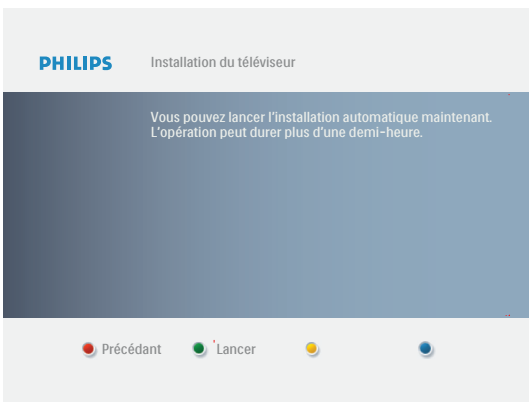 PHILIPS
Installation du téléviseur
Vous pouvez lancer l'installation automatique maintenant.
L'opération peut durer plus d'une demi-heure.
Précédant
Lancer